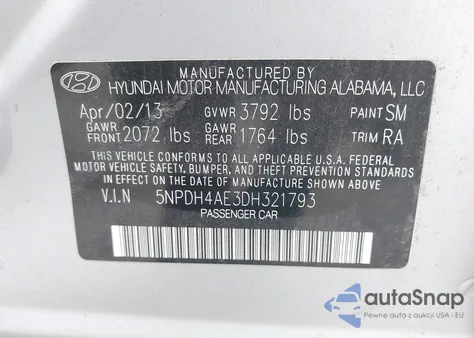 MANUFACTURED BY
HYUNDAI MOTOR MANUFACTURING ALABAMA, LLC
Apr/02/13 GVWR 3792 lbs PAINT SM
GAWR FRONT 2072 lbs GAWR REAR 1764 lbs TRIM RA
THIS VEHICLE CONFORMS TO ALL APPLICABLE U.S.A. FEDERAL
MOTOR VEHICLE SAFETY, BUMPER, AND THEFT PREVENTION
STANDARDS IN EFFECT ON THE DATE OF MANUFACTURE SHOWN ABOVE.
V.I.N 5NPDH4AE3DH321793
PASSENGER CAR
autoSnap
Pewne auta z aukcji USA i EU